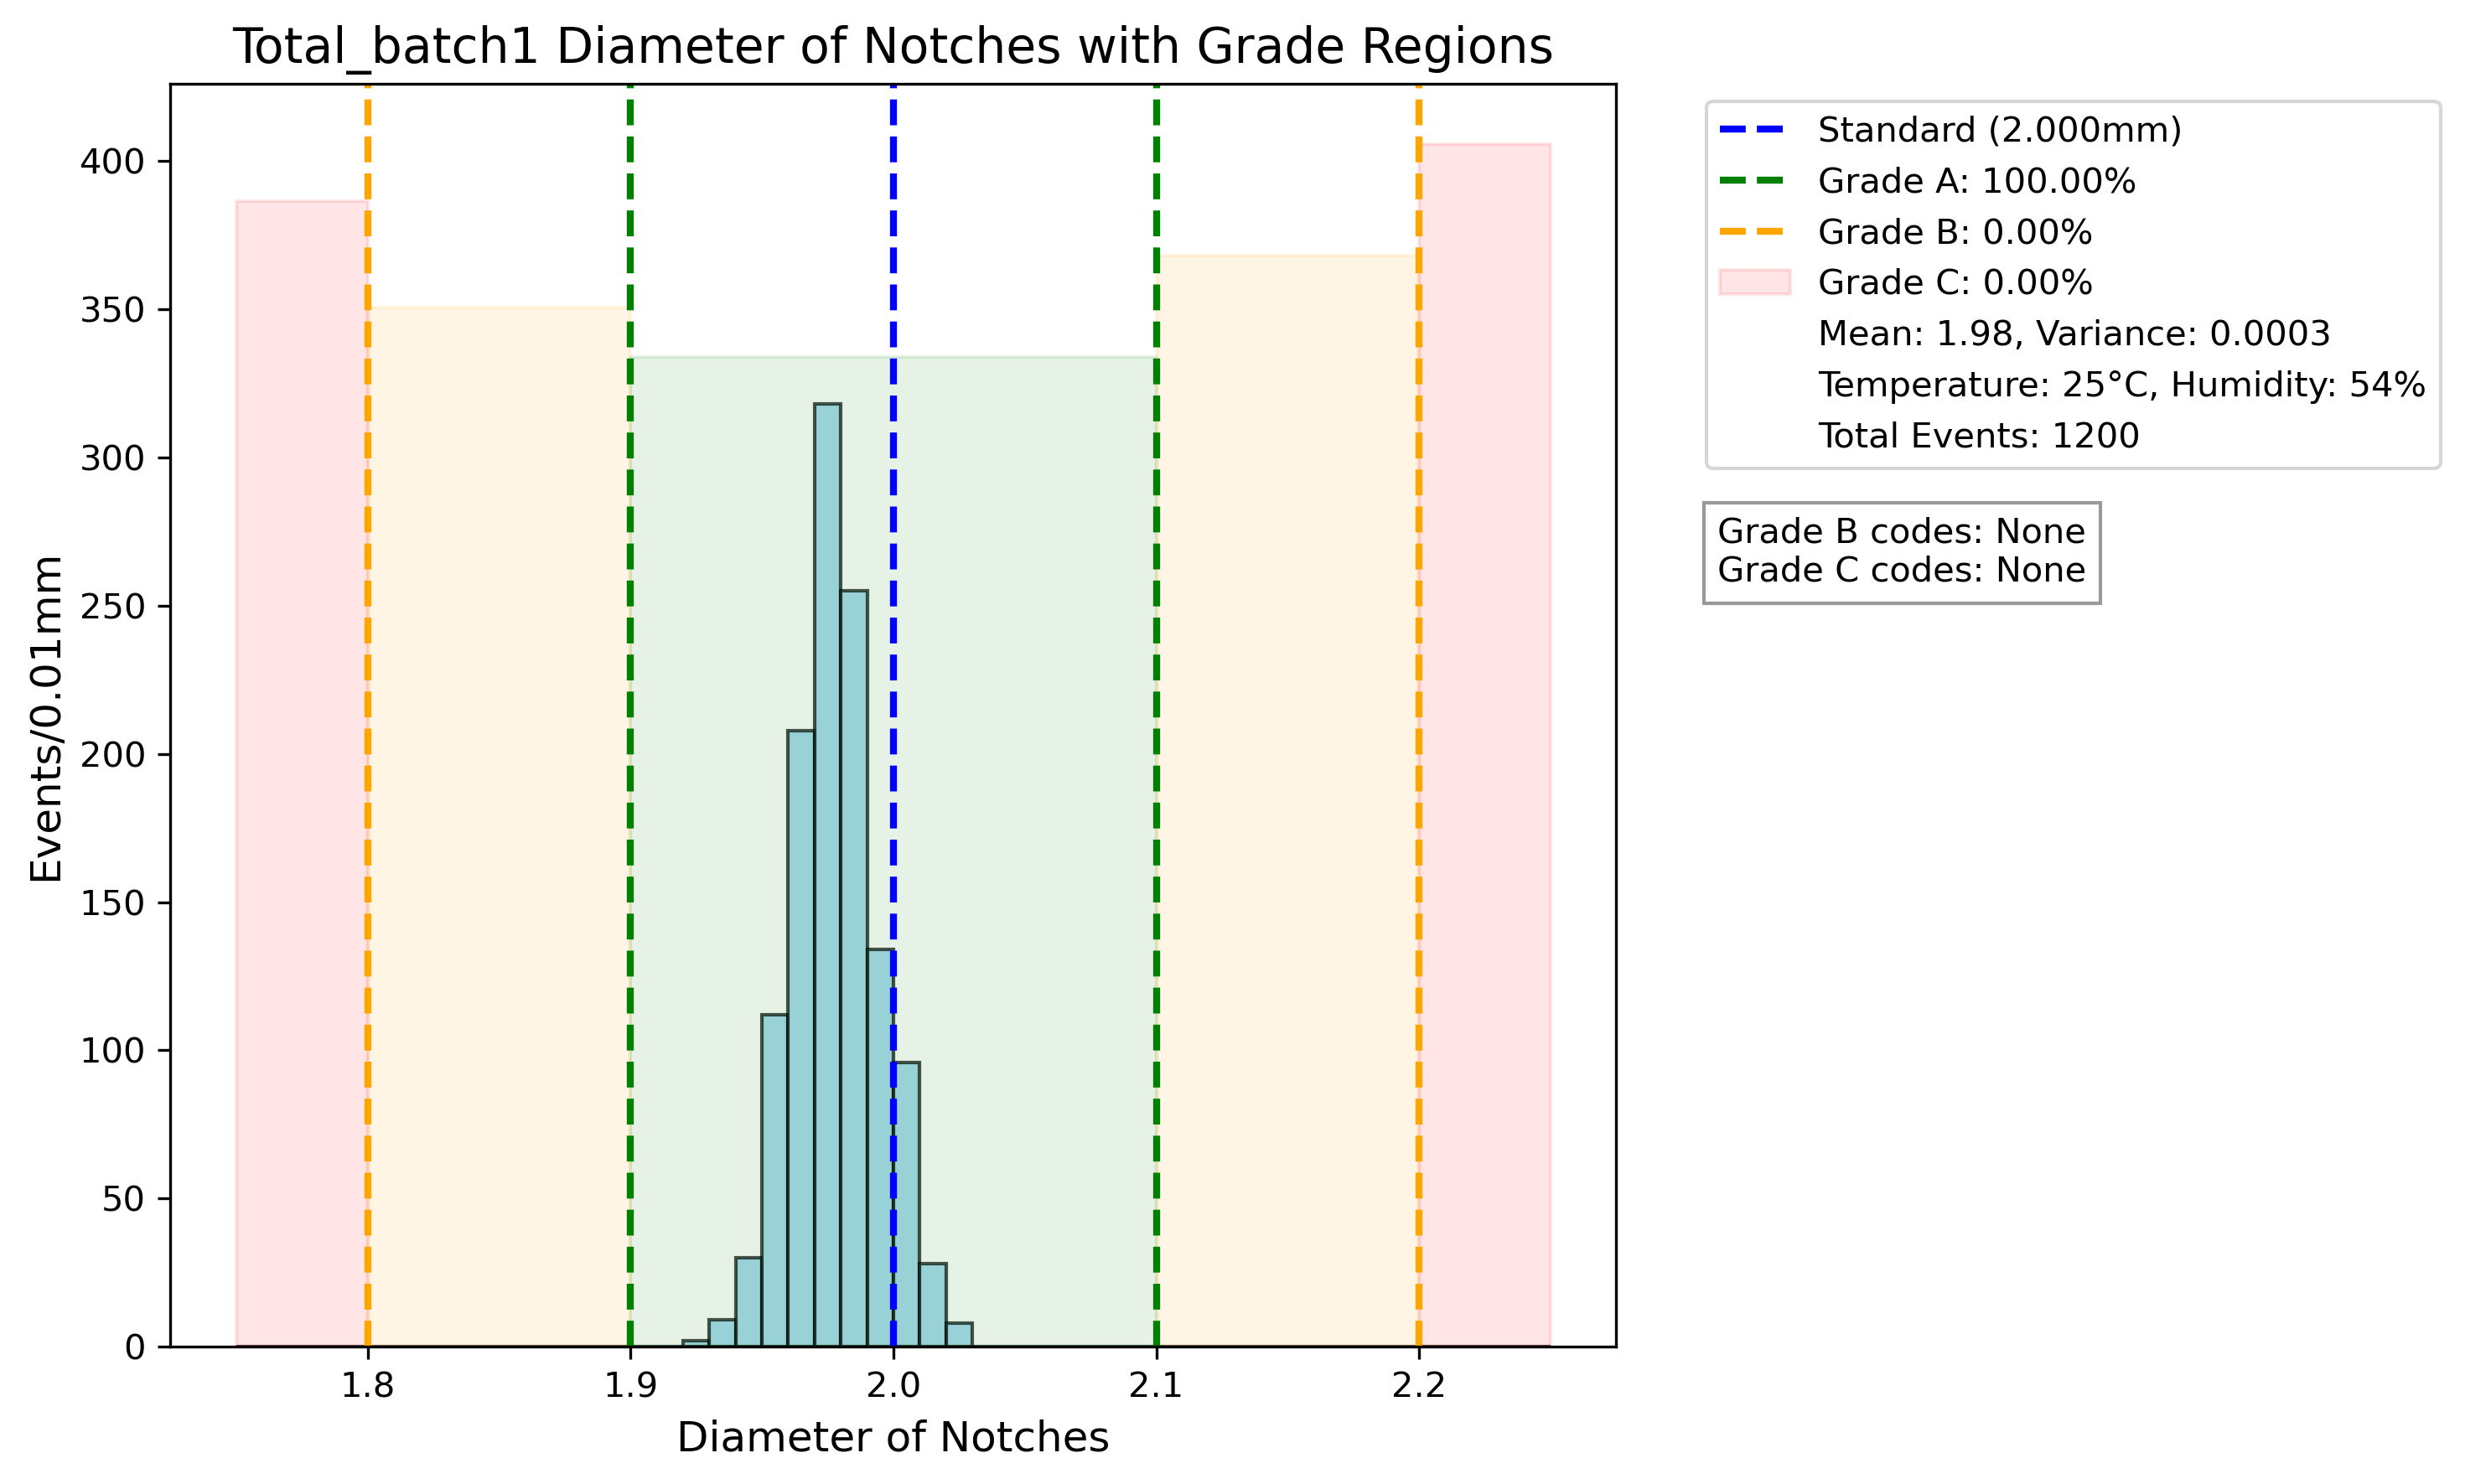 Total_batch1 Diameter of Notches with Grade Regions
Events/0.01mm
400
350
300
250
200
150
100
50
0
1.8 1.9 2.0 2.1 2.2
Diameter of Notches
Standard (2.000mm)
Grade A: 100.00%
Grade B: 0.00%
Grade C: 0.00%
Mean: 1.98, Variance: 0.0003
Temperature: 25°C, Humidity: 54%
Total Events: 1200
Grade B codes: None
Grade C codes: None